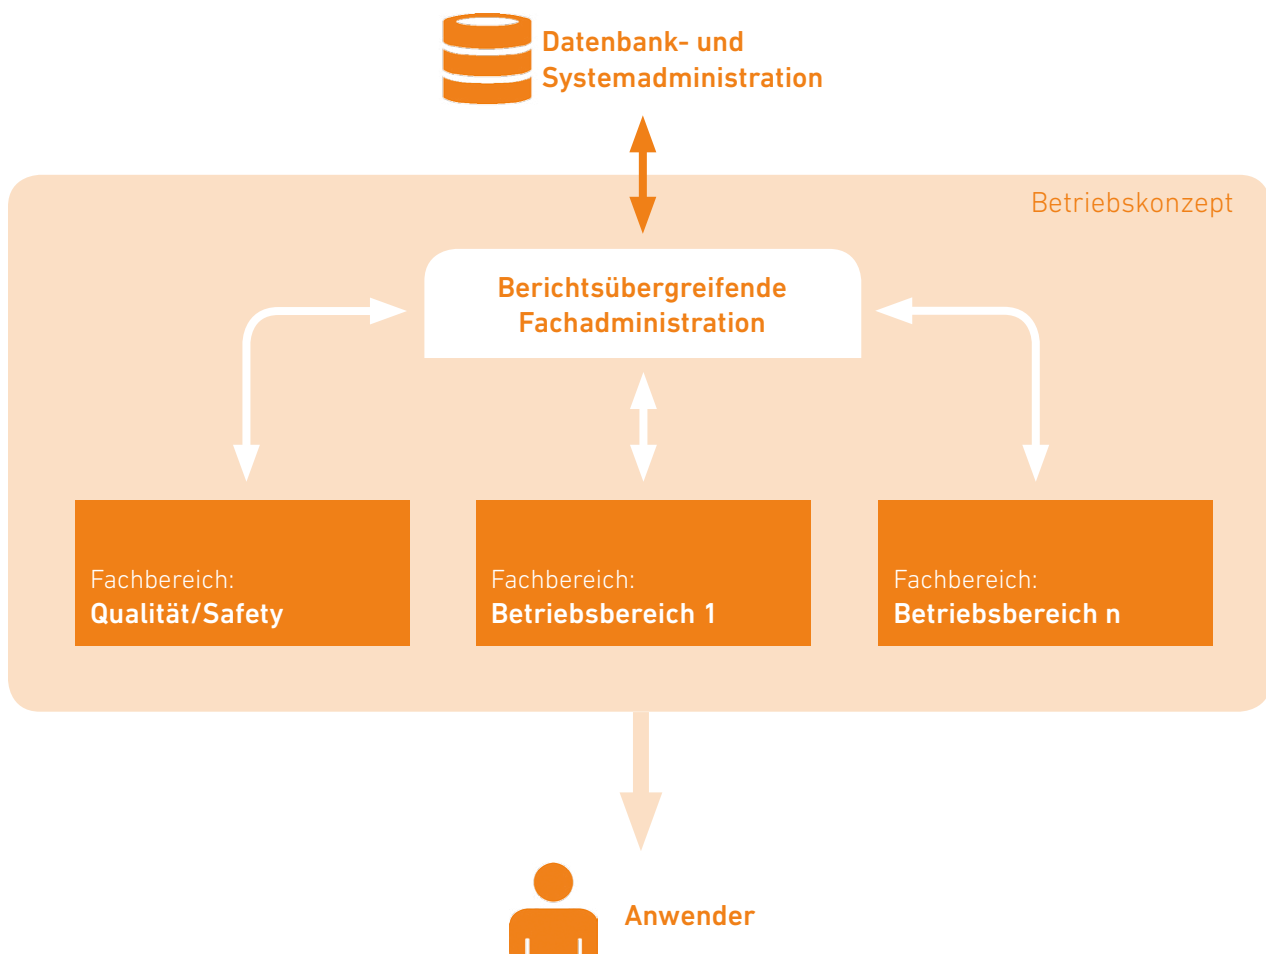 Datenbank- und
Systemadministration
Betriebskonzept
Berichtsübergreifende
Fachadministration
Fachbereich:
Qualität/Safety
Fachbereich:
Betriebsbereich 1
Fachbereich:
Betriebsbereich n
Anwender